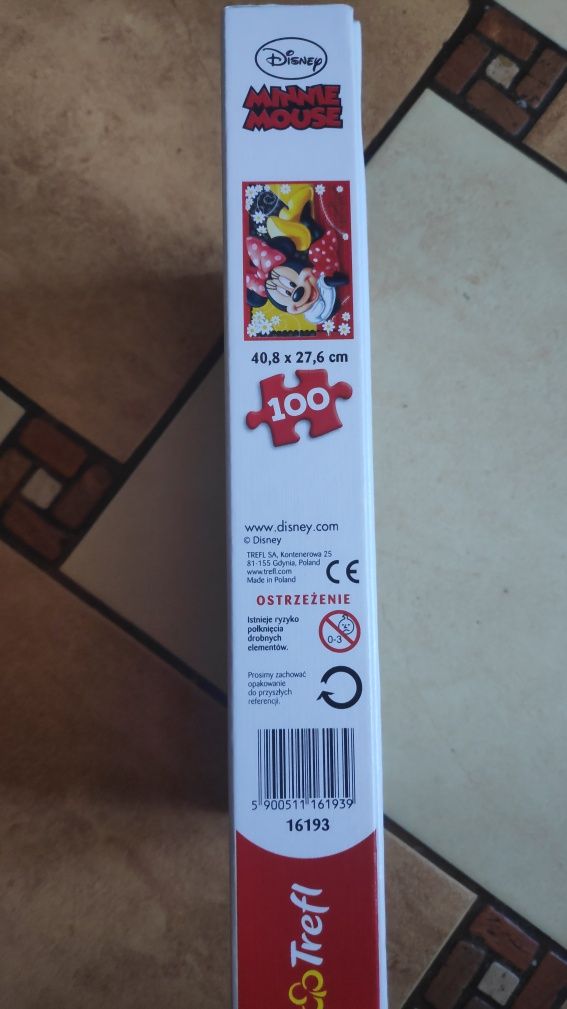 Disney
MINNIE
MOUSE
40,8 x 27,6 cm
100
www.disney.com
© Disney
TREFL SA, Kontenerowa 25
81-155 Gdynia, Poland
www.trefl.com
Made in Poland
CE
OSTRZEŻENIE
Istnieje ryzyko
połknięcia
drobnych
elementów.
0-3
Prosimy zachować
opakowanie
do przyszłych
referencji.
5 900511 161939
16193
Trefl